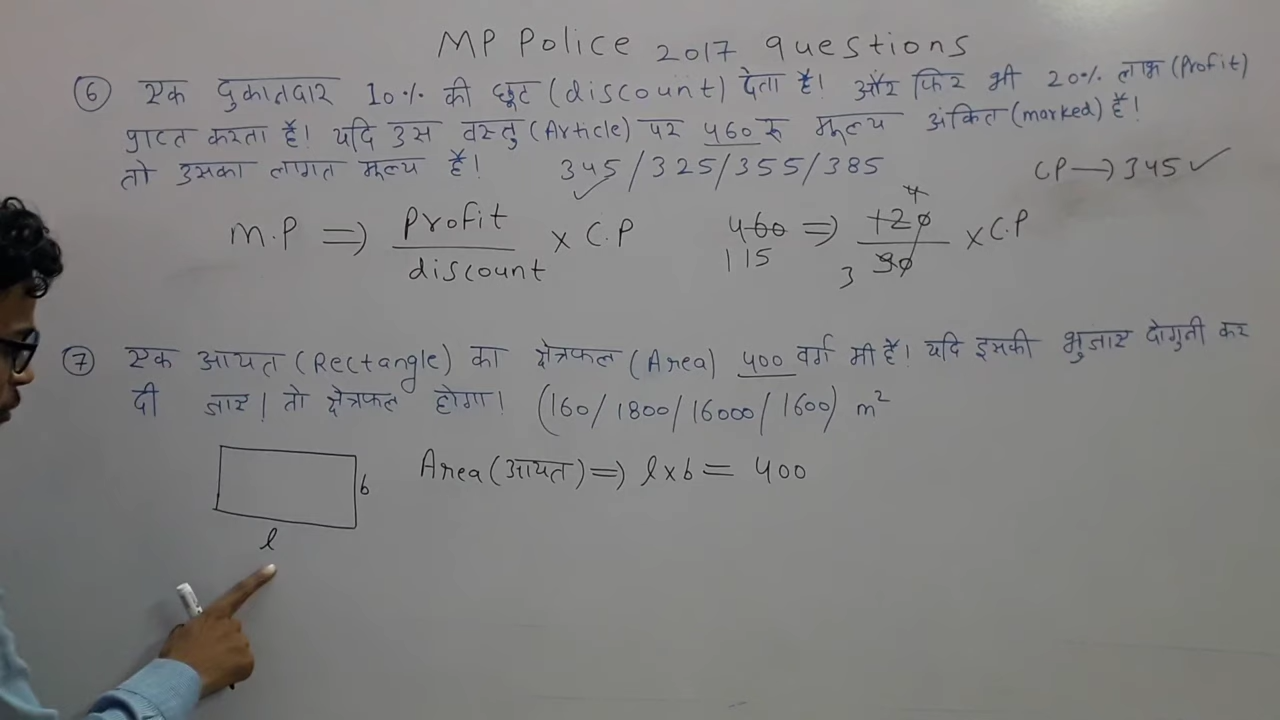 MP Police 2017 questions
⑥ एक दुकानदार 10% की छूट (discount) देता है। और फिर भी 20% लाभ (Profit)
प्राप्त करता है। यदि उस वस्तु (Article) पर 460 रू मूल्य अंकित (marked) है।
तो उसका लागत मूल्य है। 345/325/355/385 CP → 345 ✓
✓
M.P ⇒ Profit/discount × C.P 460 ⇒ 120/90 × C.P
4
115 3
⑦ एक आयत (Rectangle) का क्षेत्रफल (Area) 400 वर्ग मी है। यदि इसकी भुजाए दोगुनी कर
दी जाए। तो क्षेत्रफल होगा। (160/1800/16000/1600) m²
Area (आयत) ⇒ l×b = 400
b
l